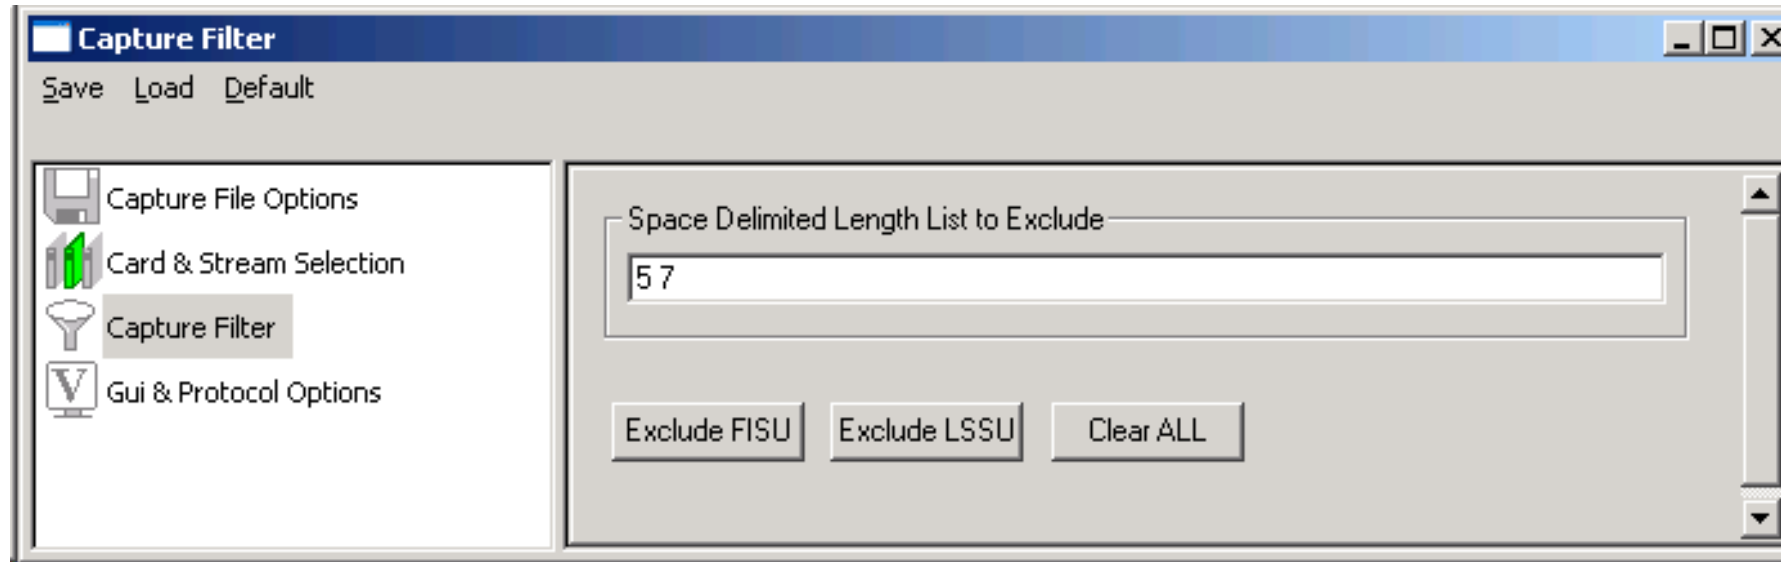 Capture Filter
Save Load Default
Capture File Options
Card & Stream Selection
Capture Filter
Gui & Protocol Options
Space Delimited Length List to Exclude
5 7
Exclude FISU Exclude LSSU Clear ALL